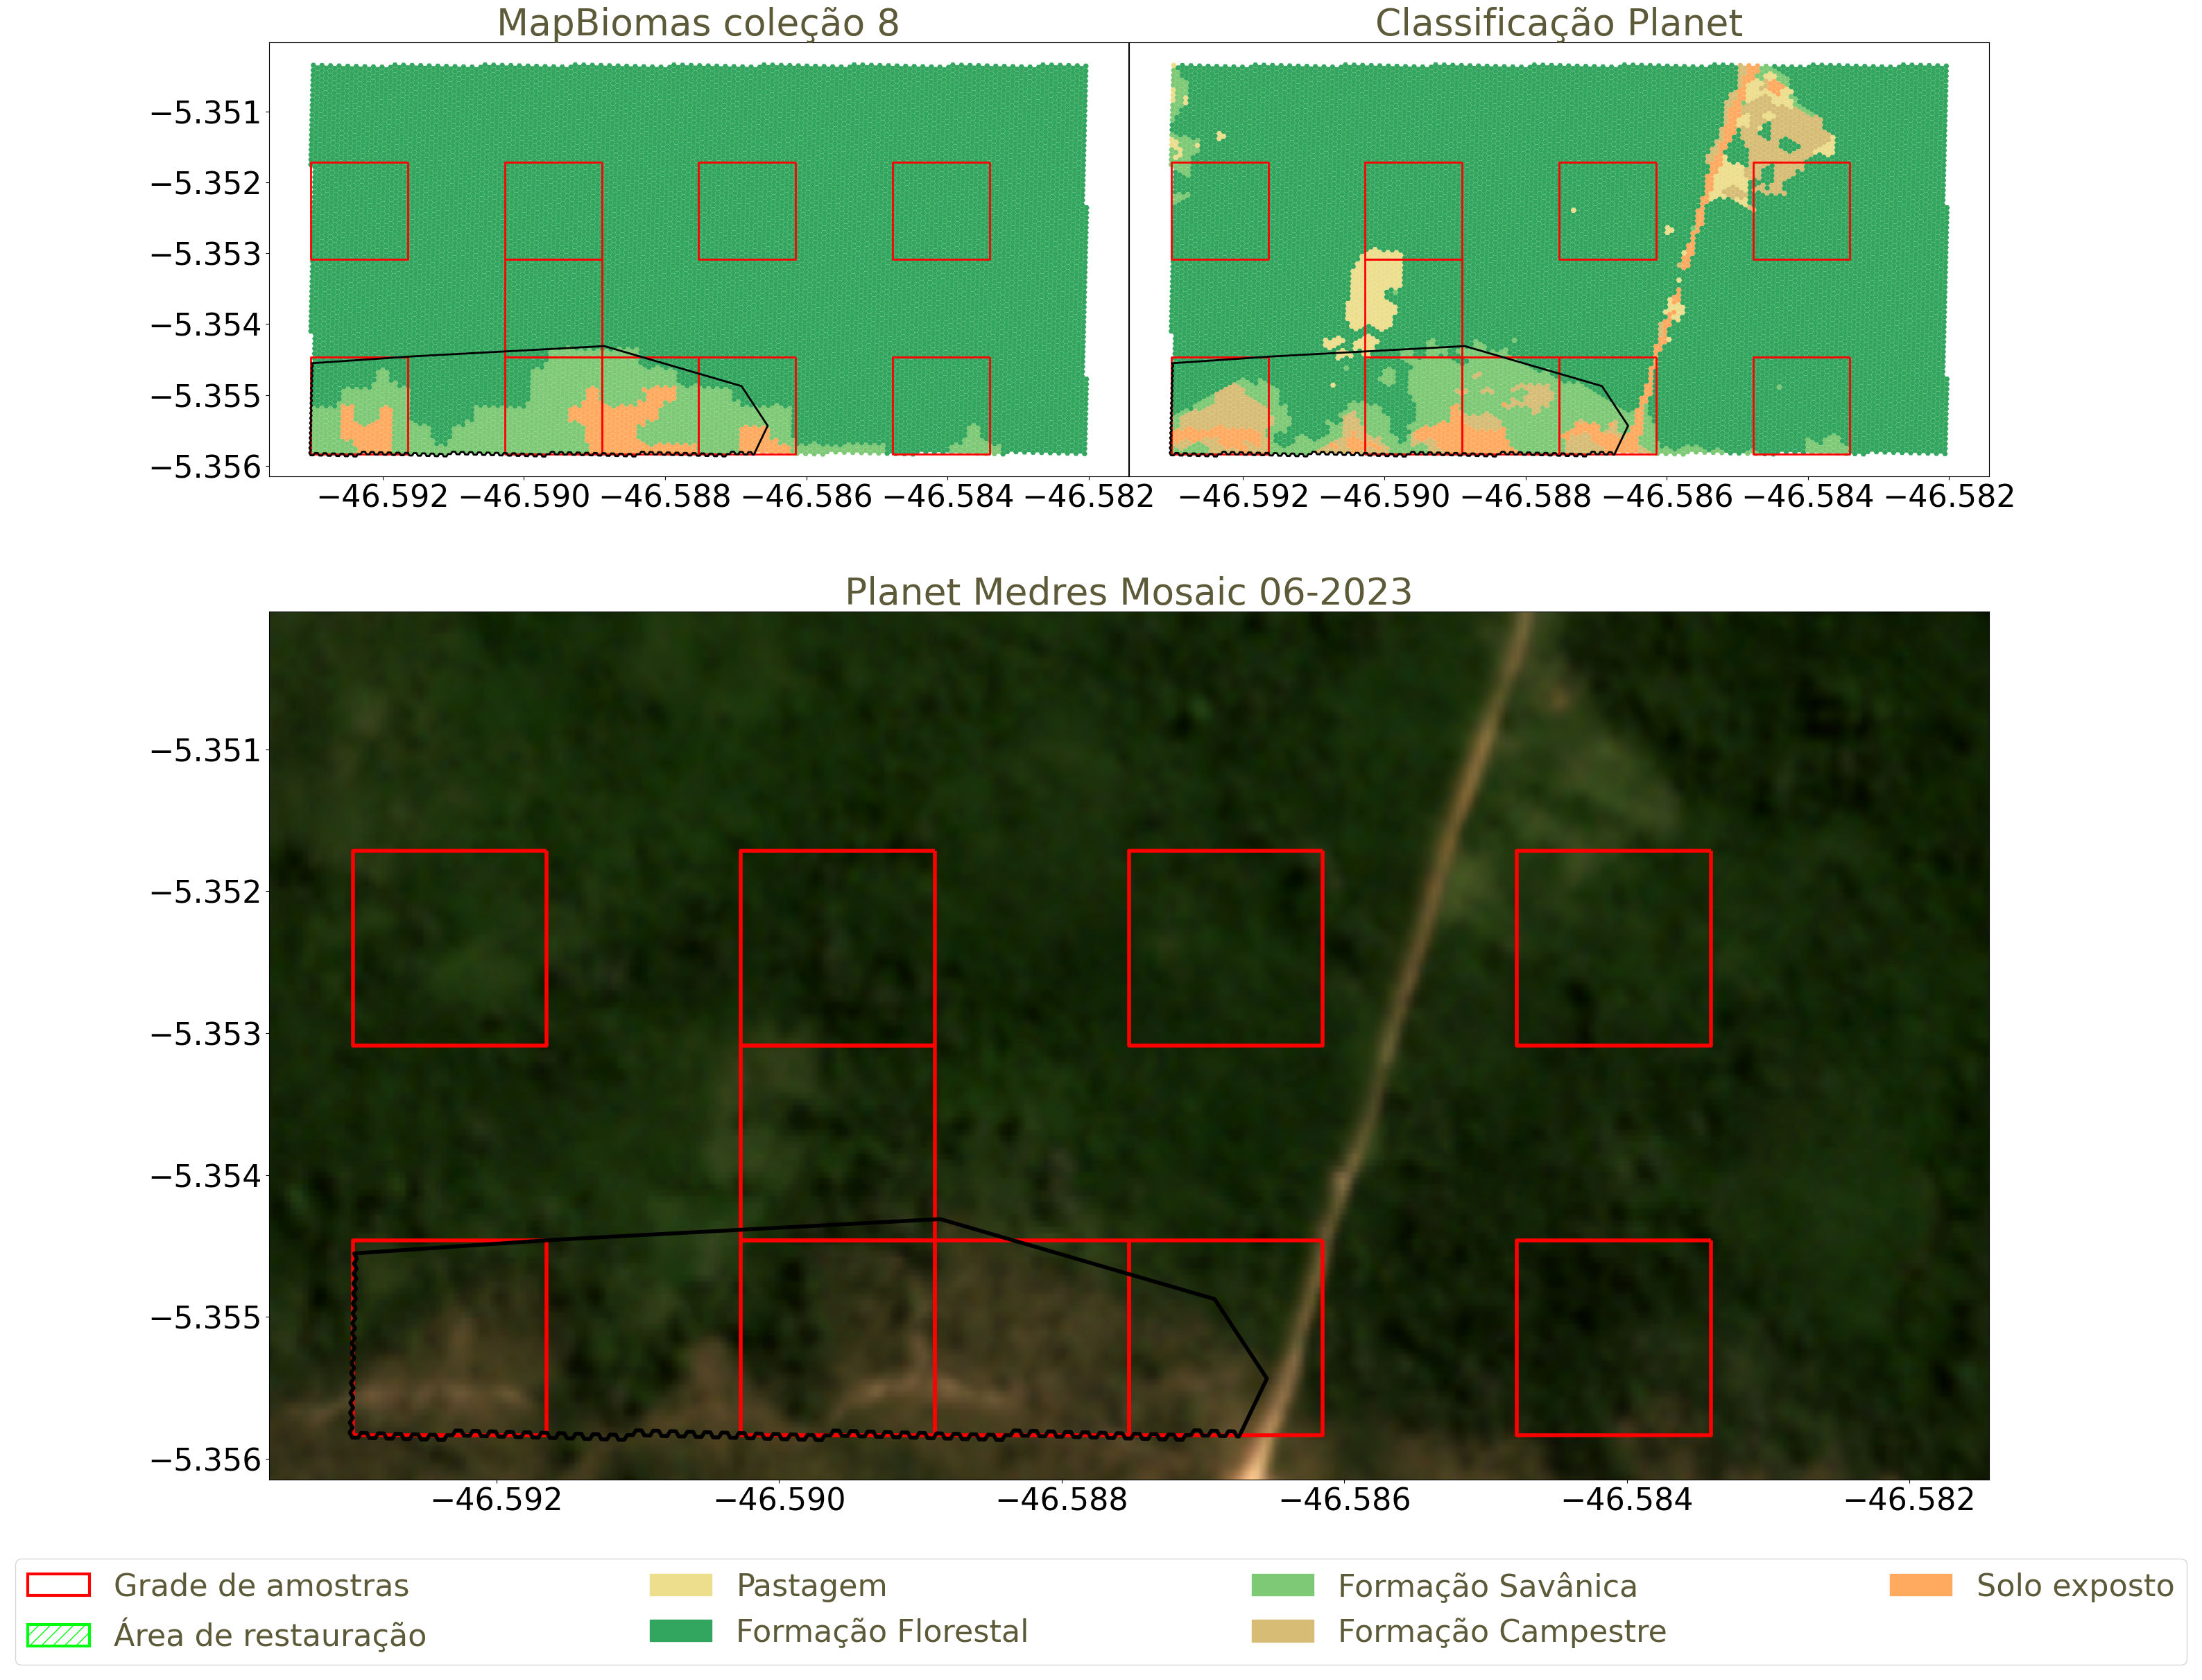 MapBiomas coleção 8
Classificação Planet
−5.351
−5.352
−5.353
−5.354
−5.355
−5.356
−46.592 −46.590 −46.588 −46.586 −46.584 −46.582
−46.592 −46.590 −46.588 −46.586 −46.584 −46.582
Planet Medres Mosaic 06-2023
−5.351
−5.352
−5.353
−5.354
−5.355
−5.356
−46.592 −46.590 −46.588 −46.586 −46.584 −46.582
Grade de amostras
Área de restauração
Pastagem
Formação Florestal
Formação Savânica
Formação Campestre
Solo exposto